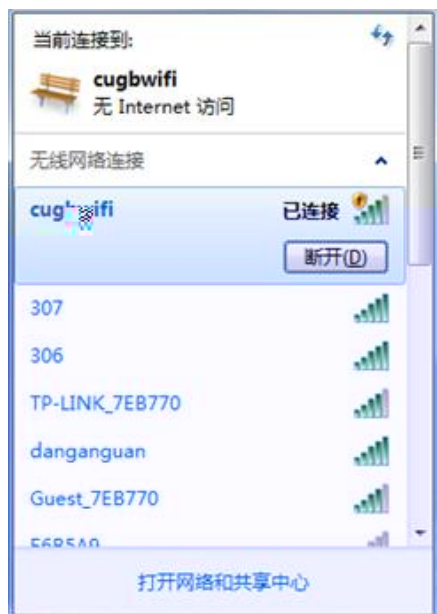 当前连接到:
cugbwifi
无 Internet 访问
无线网络连接
已连接
断开(D)
307
306
TP-LINK_7EB770
danganguan
Guest_7EB770
打开网络和共享中心